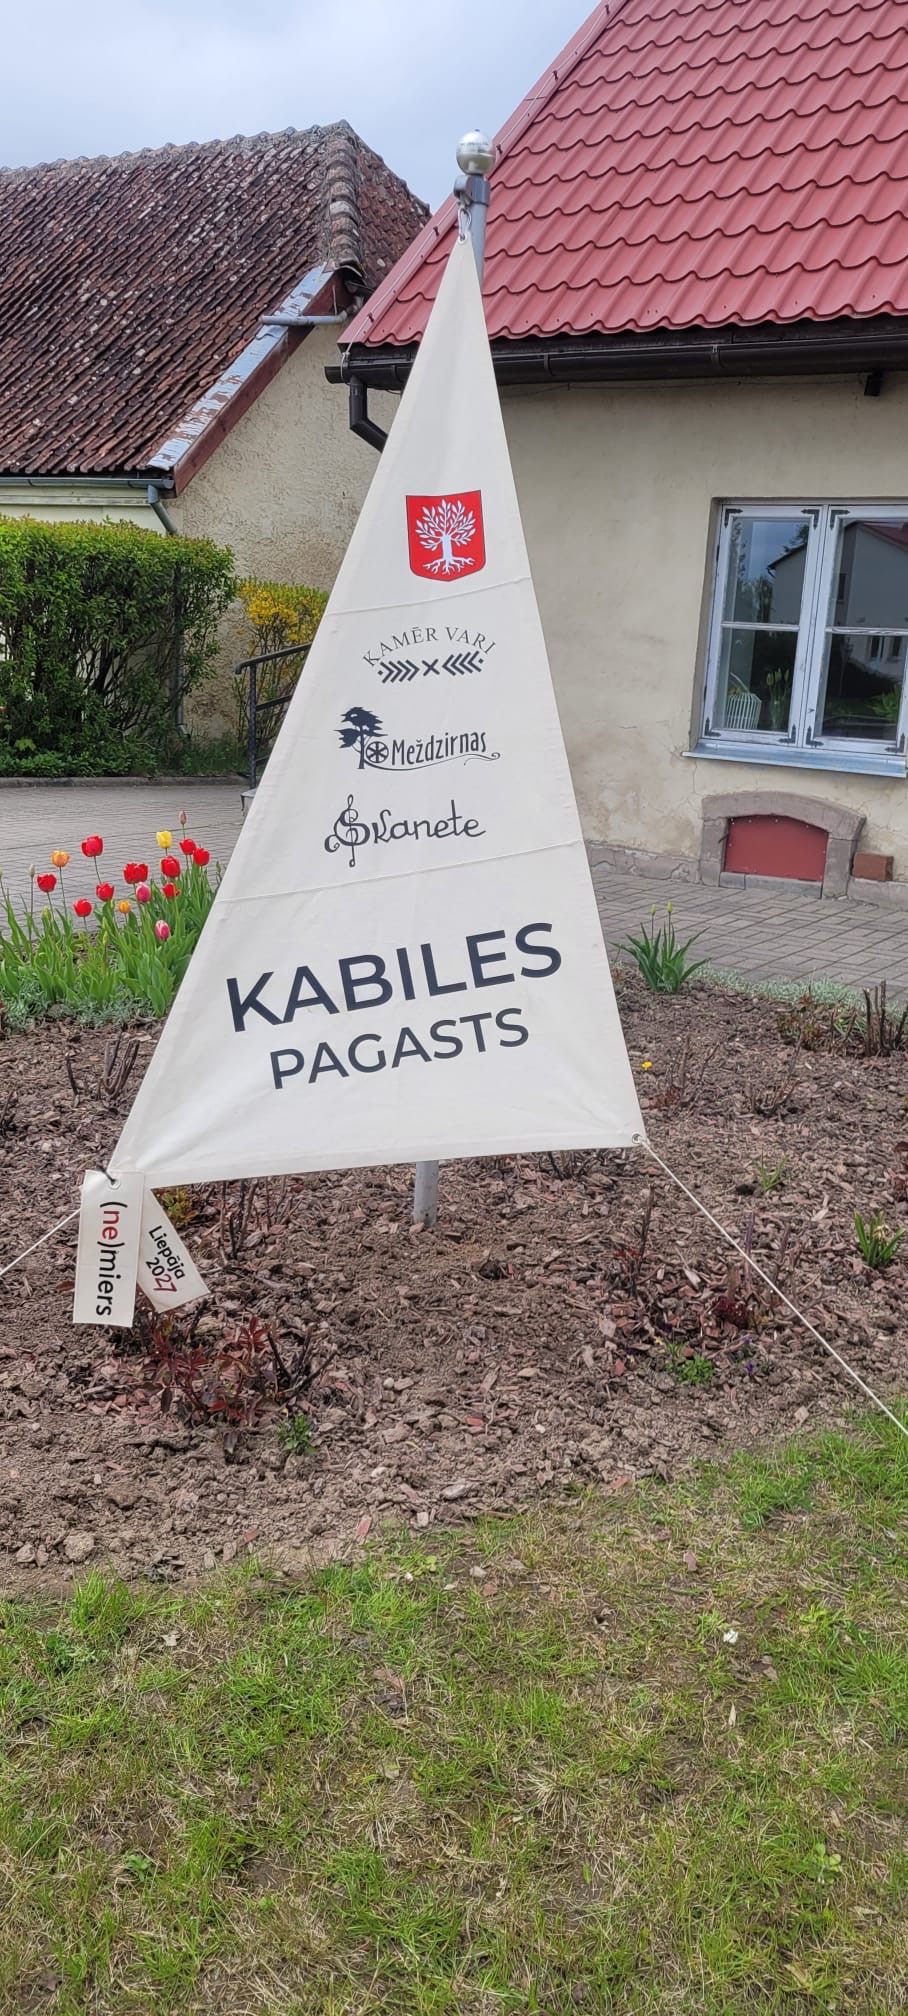 KAMĒR VARI
Meždzirnas
Skanete
KABILES
PAGASTS
(ne)miers
Liepāja
2027